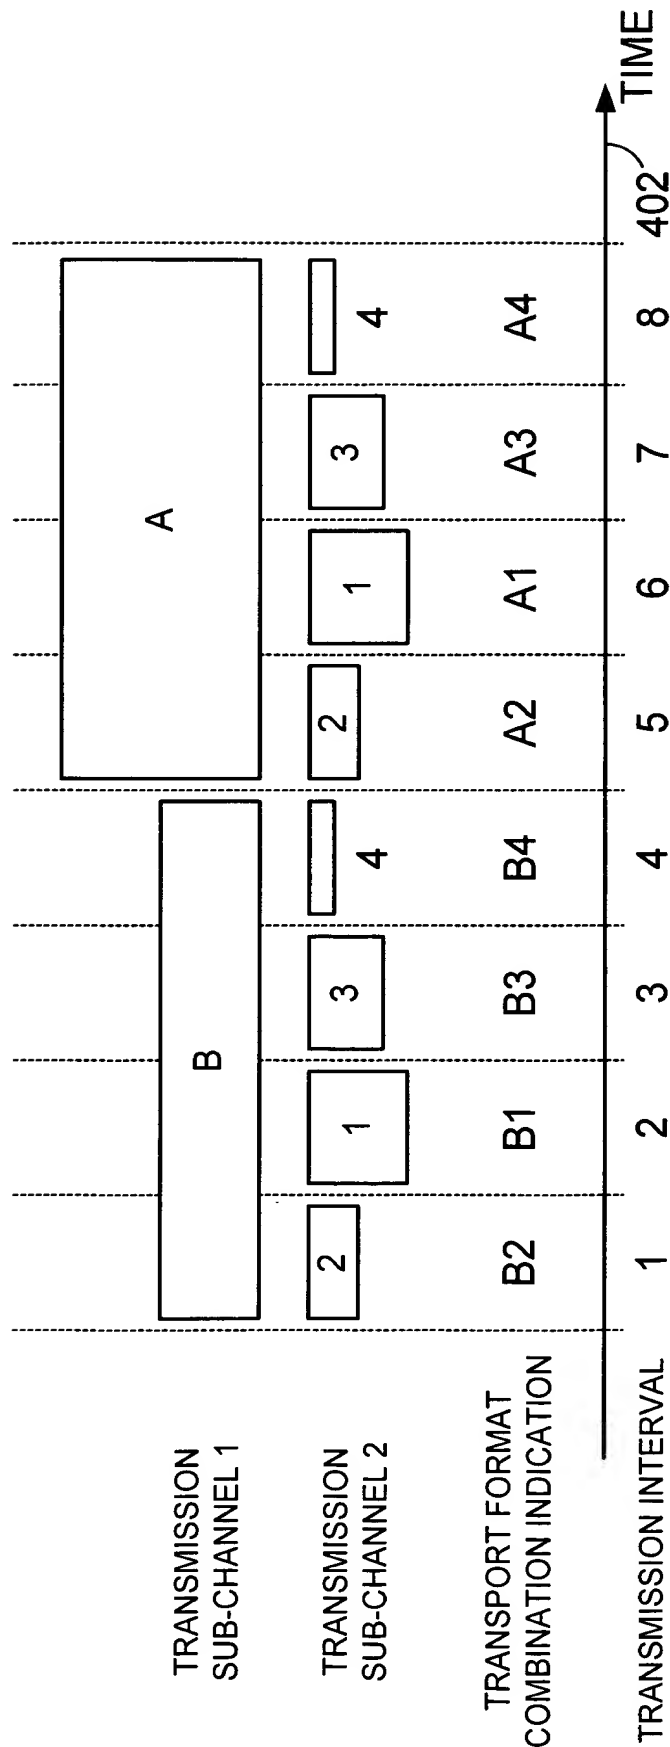 TRANSMISSION
SUB-CHANNEL 1
B
A
TRANSMISSION
SUB-CHANNEL 2
2 1 3 4 2 1 3 4
TRANSPORT FORMAT
COMBINATION INDICATION
B2 B1 B3 B4 A2 A1 A3 A4
402
TIME
TRANSMISSION INTERVAL 1 2 3 4 5 6 7 8